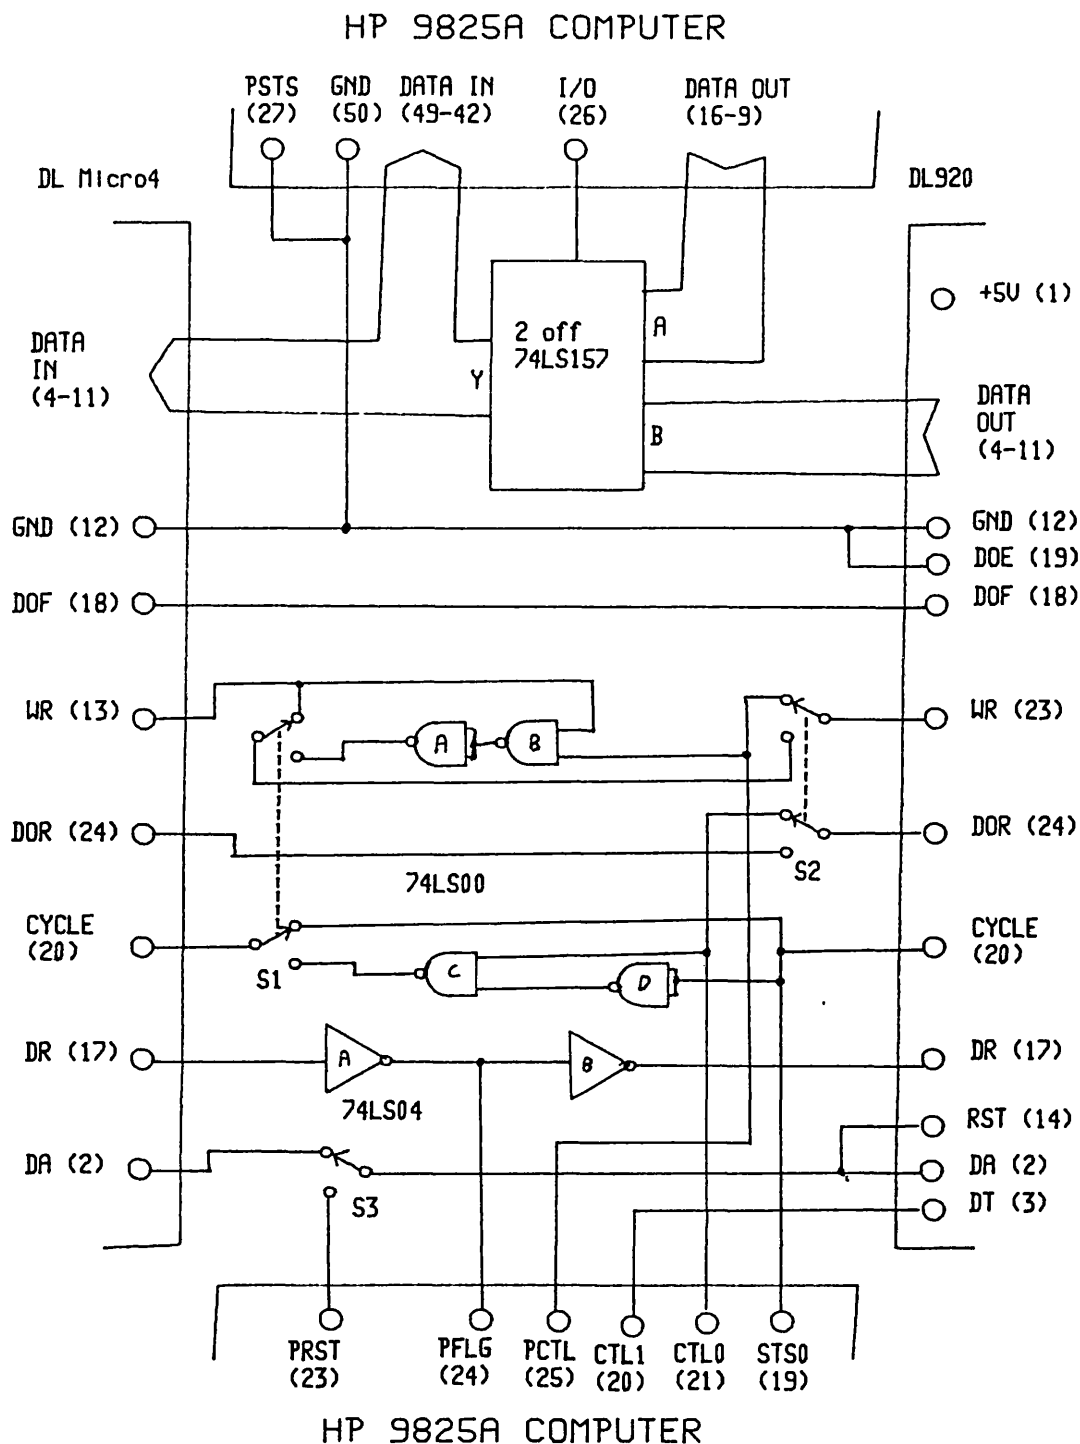 HP 9825A COMPUTER
PSTS
(27)
GND
(50)
DATA IN
(49-42)
I/O
(26)
DATA OUT
(16-9)
DL Micro4
DL920
+5V (1)
DATA
IN
(4-11)
2 off
74LS157
A
Y
B
DATA
OUT
(4-11)
GND (12)
GND (12)
DOE (19)
DOF (18)
DOF (18)
WR (13)
A
B
WR (23)
DOR (24)
DOR (24)
S2
74LS00
CYCLE
(20)
CYCLE
(20)
S1
C
D
DR (17)
A
B
DR (17)
74LS04
RST (14)
DA (2)
DA (2)
S3
DT (3)
PRST
(23)
PFLG
(24)
PCTL
(25)
CTL1
(20)
CTL0
(21)
STS0
(19)
HP 9825A COMPUTER